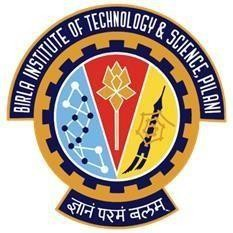 BIRLA INSTITUTE OF TECHNOLOGY & SCIENCE, PILANI
ज्ञानं परमं बलम्